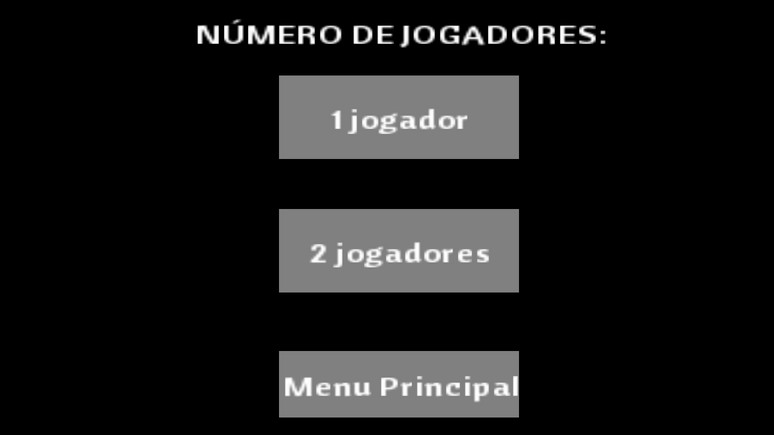 NÚMERO DE JOGADORES:
1 jogador
2 jogadores
Menu Principal